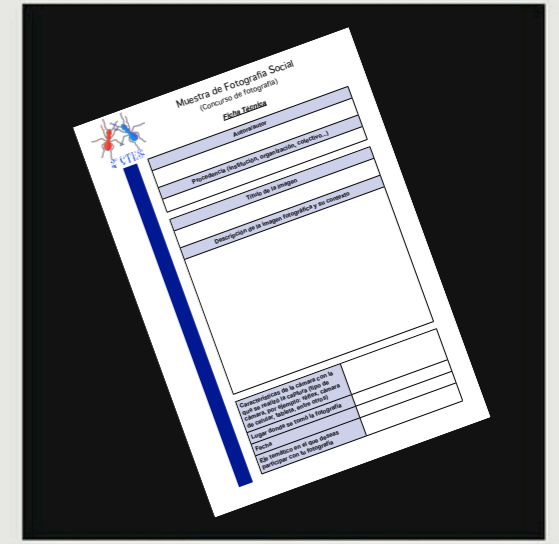 Muestra de Fotografía Social
(Concurso de fotografía)
Ficha Técnica
Autora/autor
Procedencia (institución, organización, colectivo...)
Título de la imagen
Descripción de la imagen fotográfica y su contexto
Características de la cámara con la
que se realizó la captura (tipo de
cámara, por ejemplo: réflex, cámara
de celular, tableta, entre otros)
Lugar donde se tomó la fotografía
Fecha
Eje temático en el que deseas
participar con tu fotografía